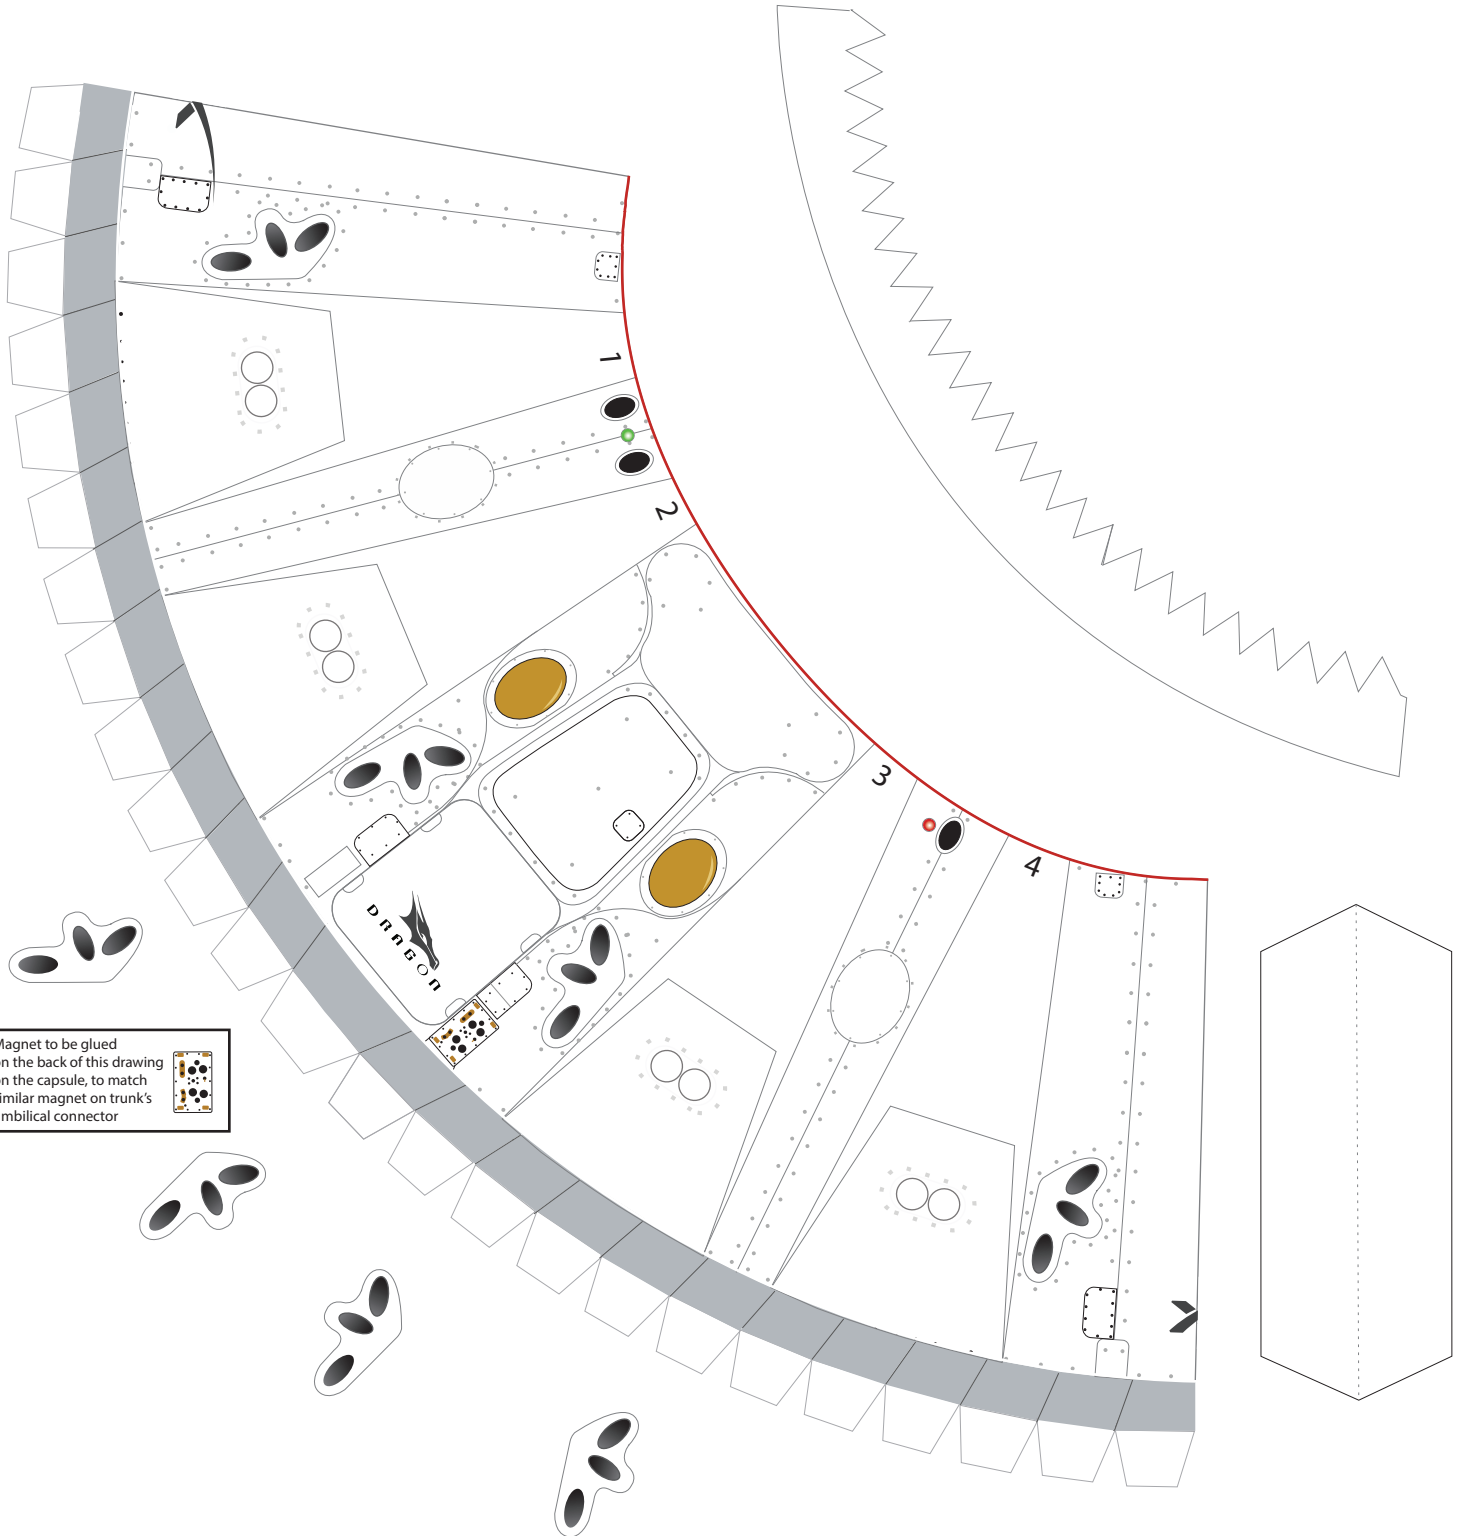 1
2
3
4
DRAGON
Magnet to be glued
on the back of this drawing
on the capsule, to match
similar magnet on trunk's
umbilical connector